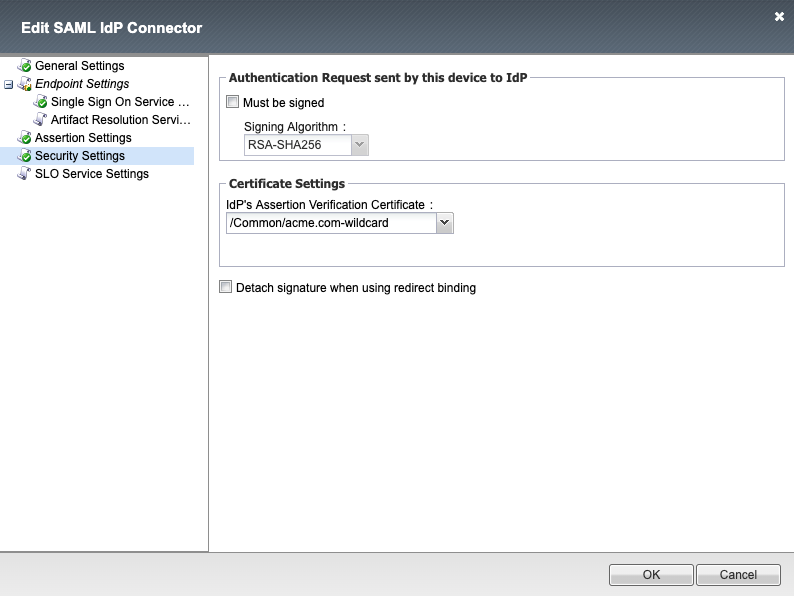 Edit SAML IdP Connector
General Settings
Endpoint Settings
Single Sign On Service ...
Artifact Resolution Servi...
Assertion Settings
Security Settings
SLO Service Settings
Authentication Request sent by this device to IdP
Must be signed
Signing Algorithm :
RSA-SHA256
Certificate Settings
IdP's Assertion Verification Certificate :
/Common/acme.com-wildcard
Detach signature when using redirect binding
OK
Cancel